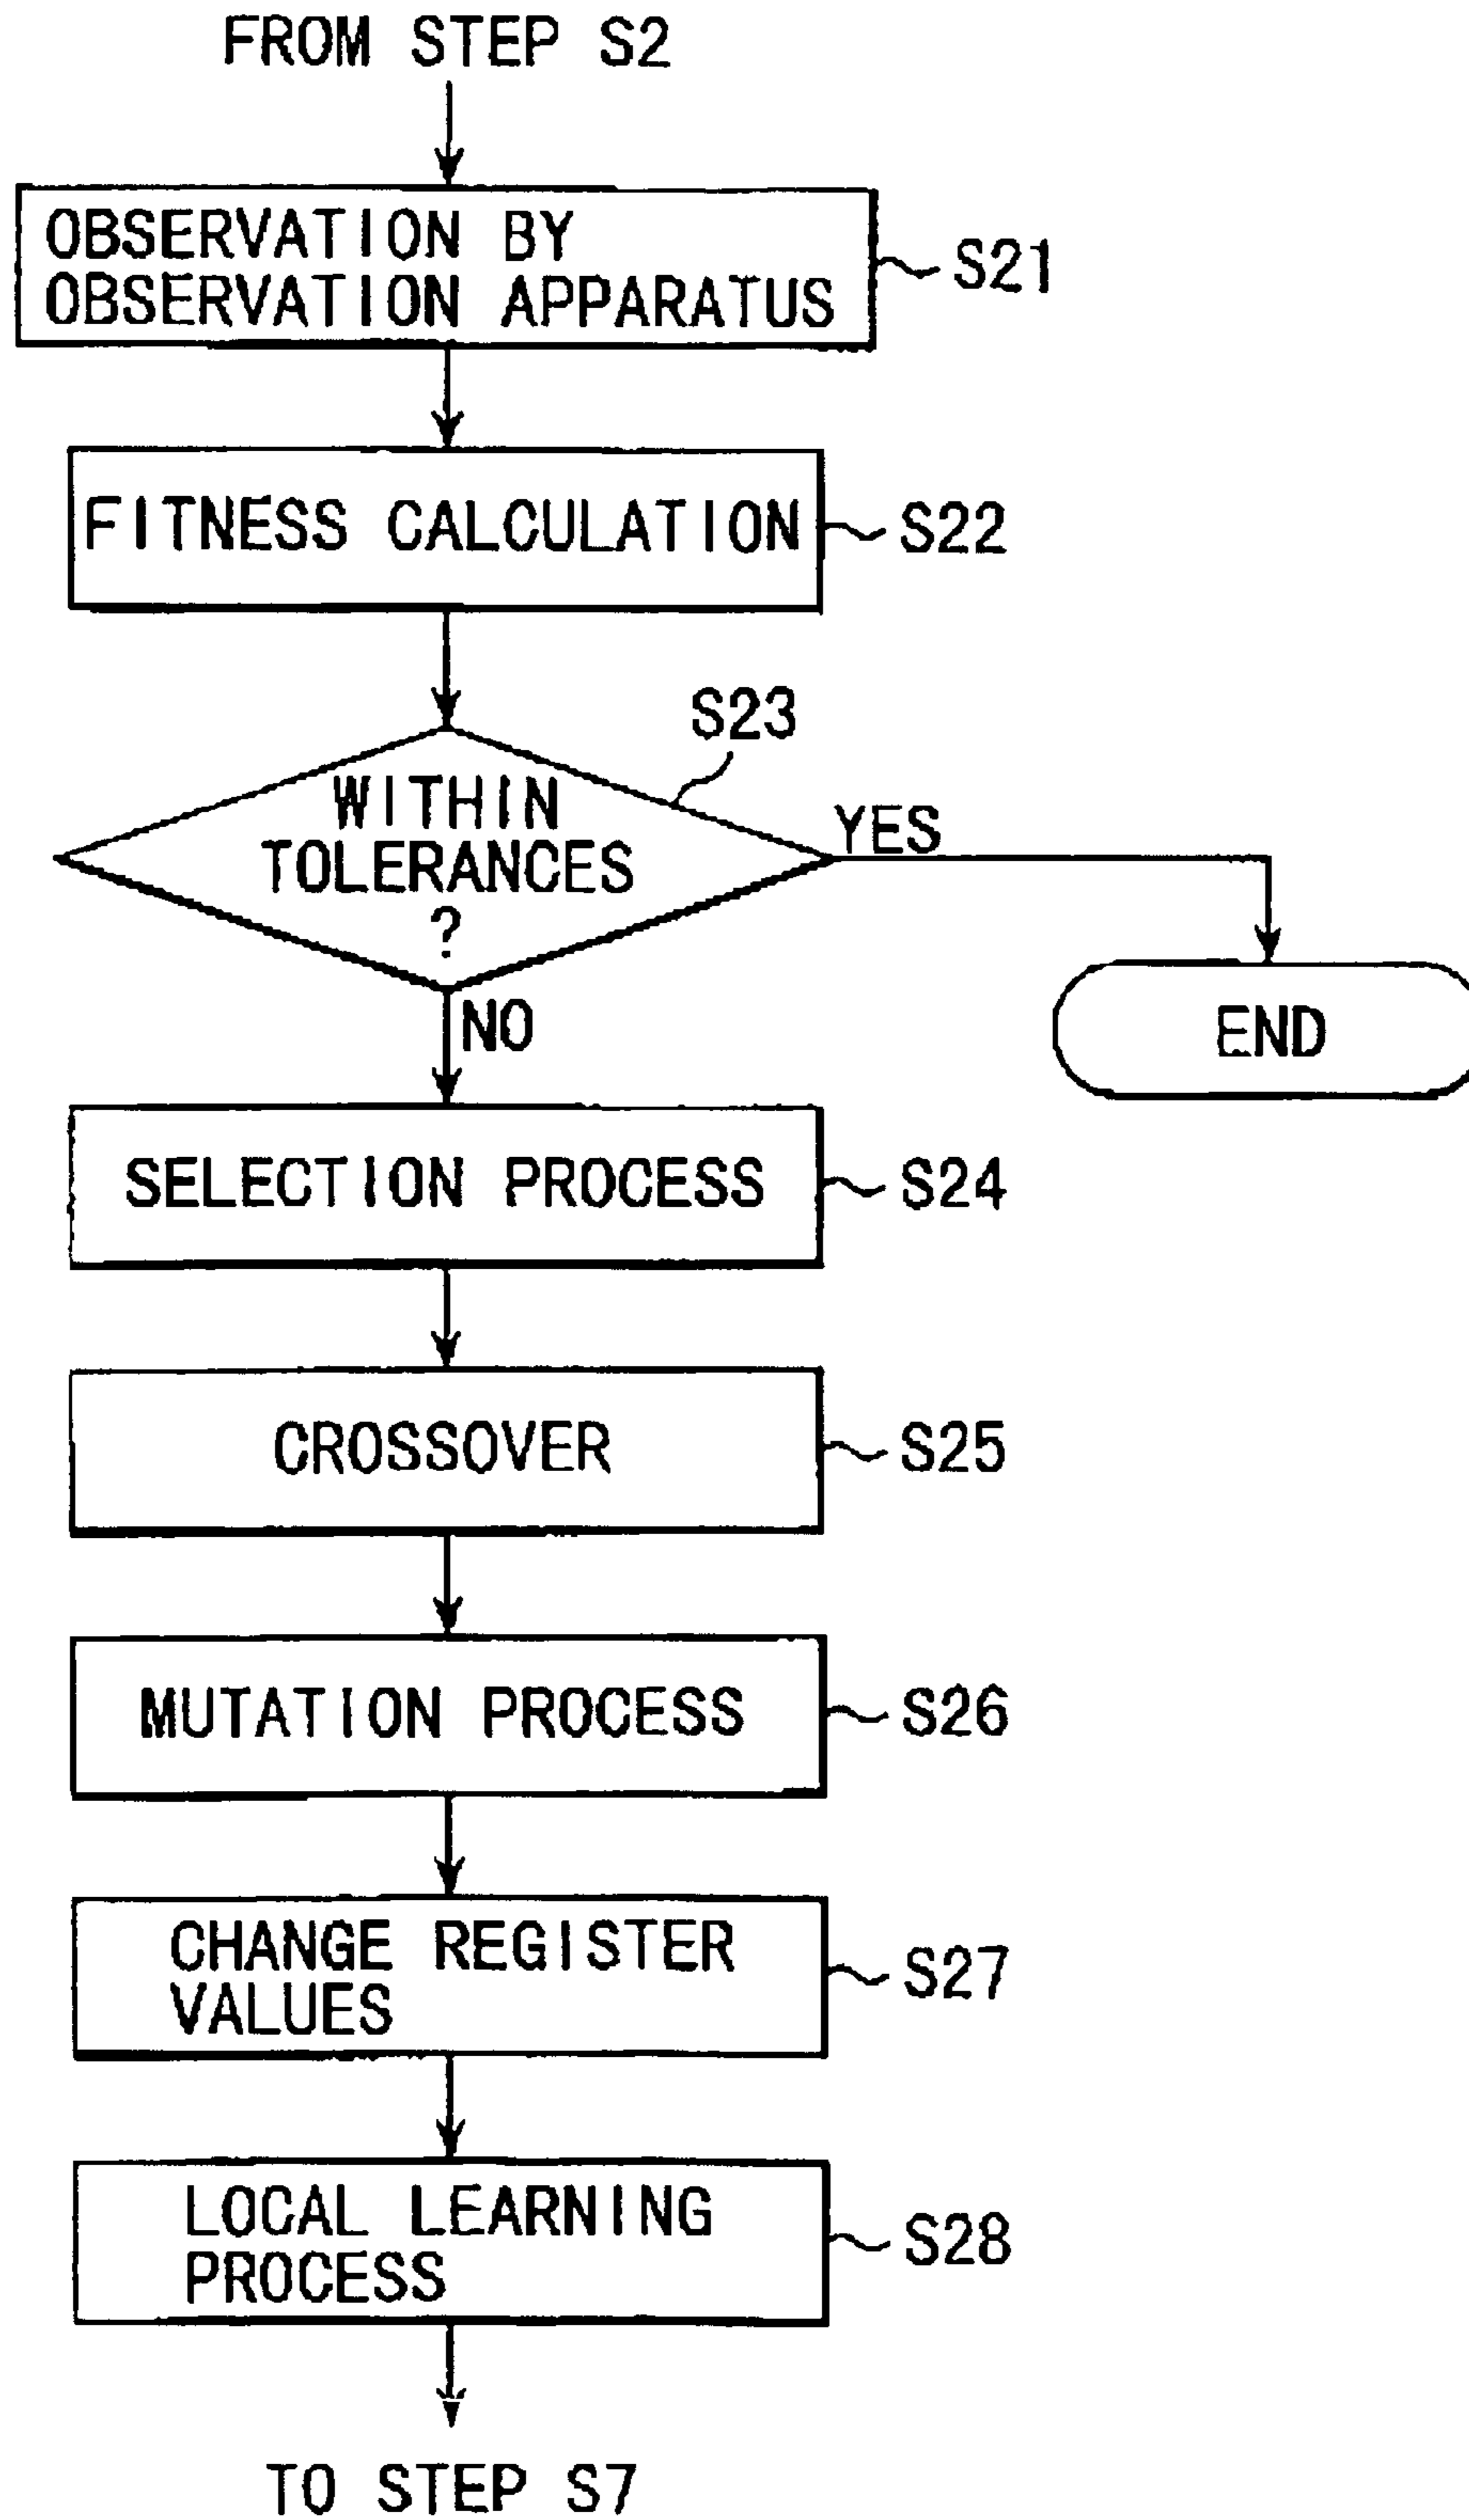 FROM STEP S2
OBSERVATION BY
OBSERVATION APPARATUS
S21
FITNESS CALCULATION
S22
S23
WITHIN
TOLERANCES
?
YES
END
NO
SELECTION PROCESS
S24
CROSSOVER
S25
MUTATION PROCESS
S26
CHANGE REGISTER
VALUES
S27
LOCAL LEARNING
PROCESS
S28
TO STEP S7